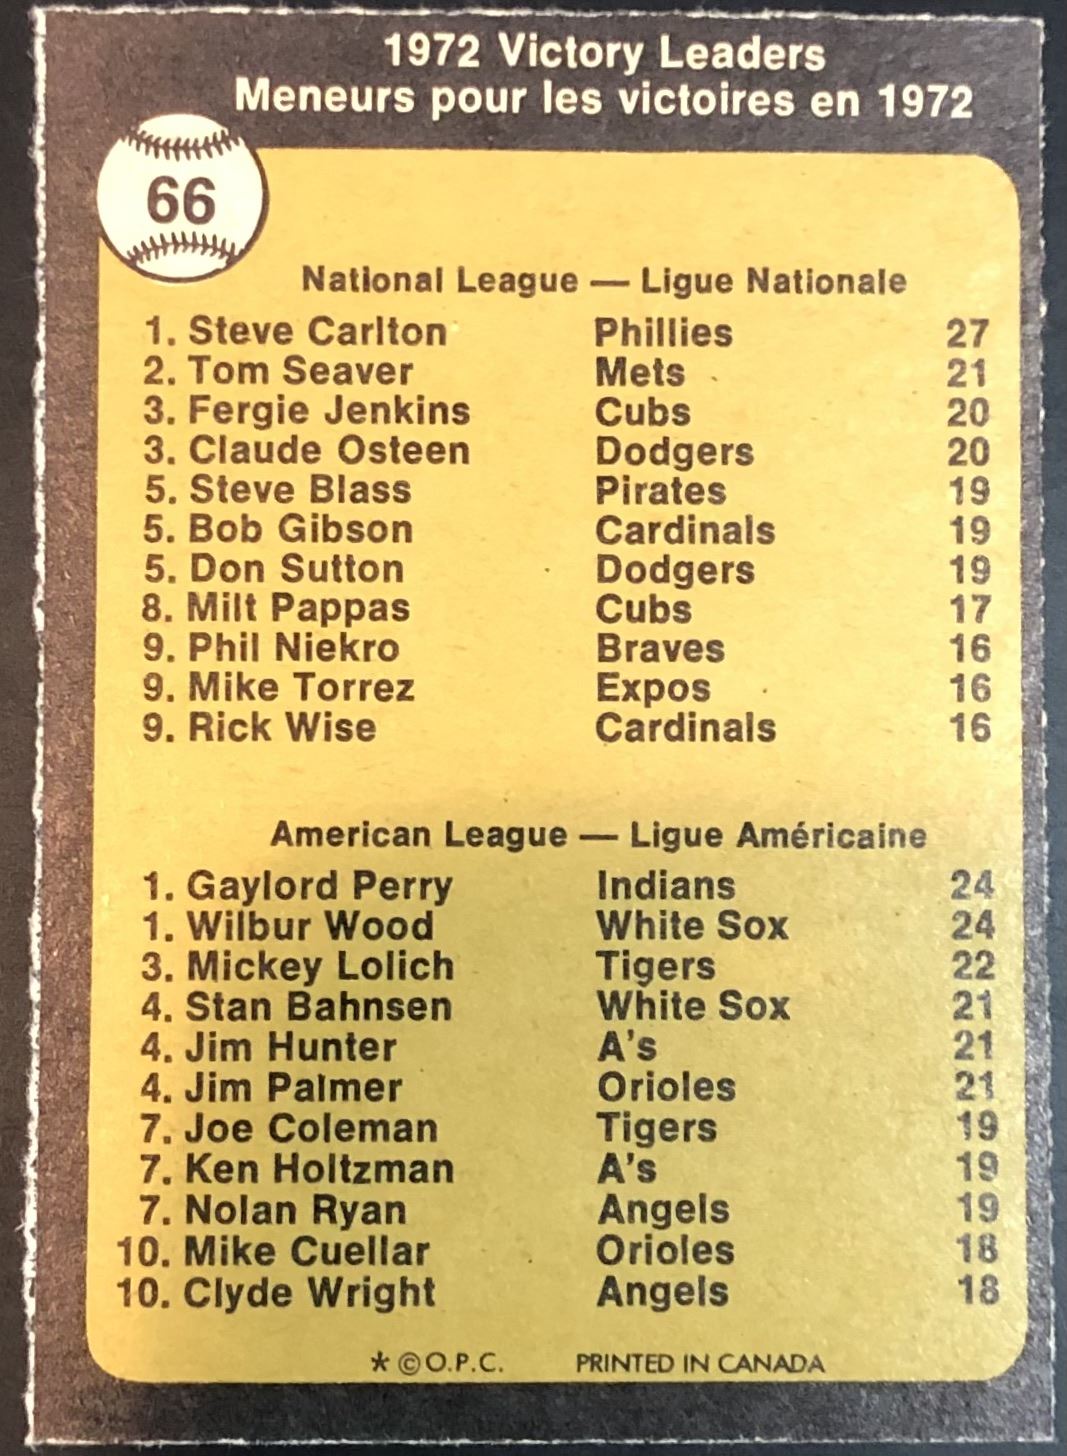 1972 Victory Leaders
Meneurs pour les victoires en 1972
66
National League — Ligue Nationale
1. Steve Carlton Phillies 27
2. Tom Seaver Mets 21
3. Fergie Jenkins Cubs 20
3. Claude Osteen Dodgers 20
5. Steve Blass Pirates 19
5. Bob Gibson Cardinals 19
5. Don Sutton Dodgers 19
8. Milt Pappas Cubs 17
9. Phil Niekro Braves 16
9. Mike Torrez Expos 16
9. Rick Wise Cardinals 16
American League — Ligue Américaine
1. Gaylord Perry Indians 24
1. Wilbur Wood White Sox 24
3. Mickey Lolich Tigers 22
4. Stan Bahnsen White Sox 21
4. Jim Hunter A's 21
4. Jim Palmer Orioles 21
7. Joe Coleman Tigers 19
7. Ken Holtzman A's 19
7. Nolan Ryan Angels 19
10. Mike Cuellar Orioles 18
10. Clyde Wright Angels 18
* © O.P.C. PRINTED IN CANADA